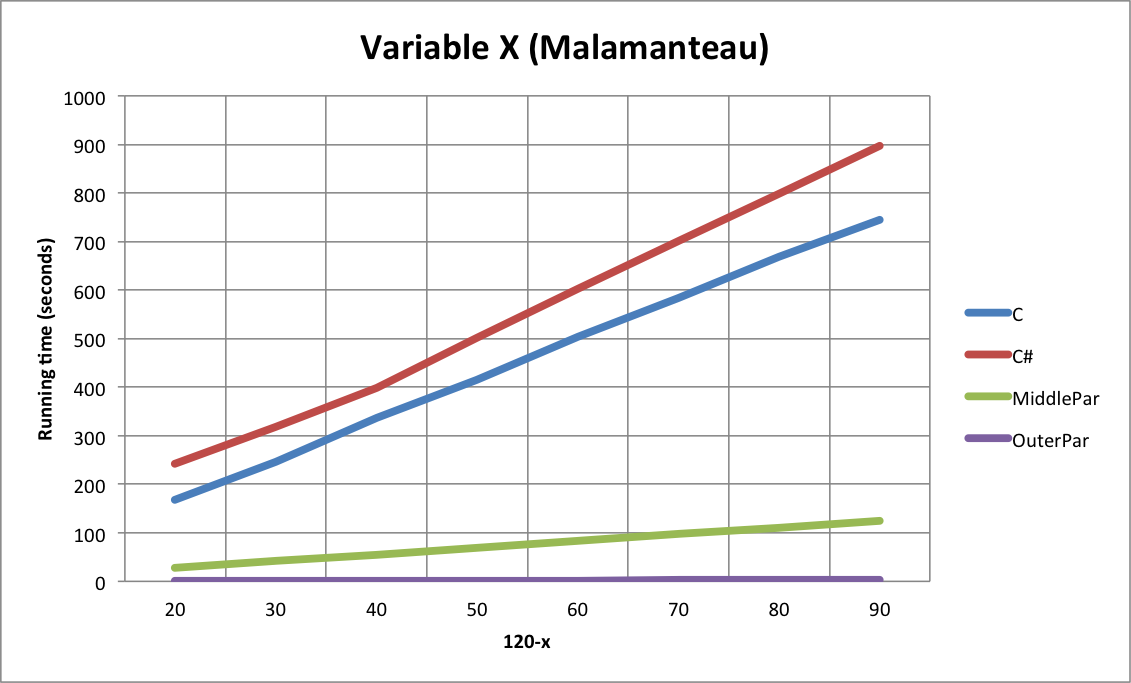 Variable X (Malamanteau)
1000
900
800
700
600
500
400
300
200
100
0
Running time (seconds)
20 30 40 50 60 70 80 90
120-x
C
C#
MiddlePar
OuterPar